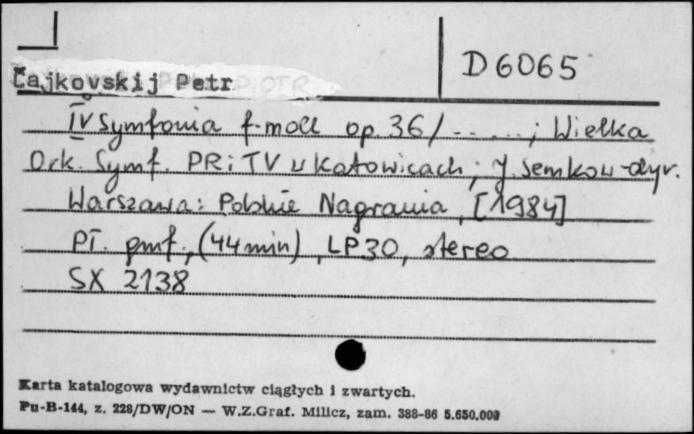 D 6065
Čajkovskij Petr
IV Symfonia f-moll op. 36 / - . . . . . ; Wielka
Ork. Symf. PR i TV w Katowicach ; J. Semkow - dyr.
Warszawa : Polskie Nagrania , [1984]
Pł. gmf., (44 min) , LP 30, stereo
SX 2138
Karta katalogowa wydawnictw ciągłych i zwartych.
Pu-B-144, z. 228/DW/ON — W.Z.Graf. Milicz, zam. 388-86 5.650.000